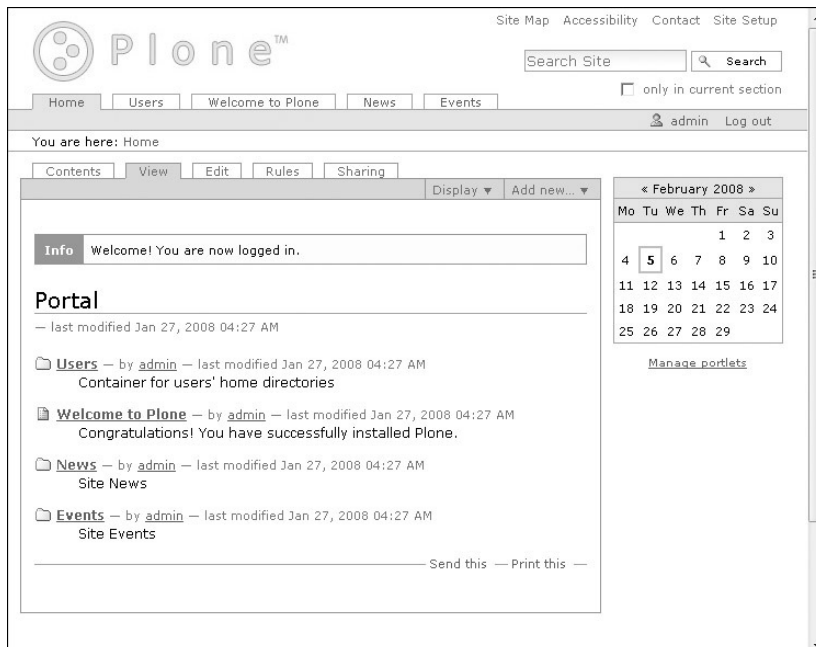 Site Map Accessibility Contact Site Setup
Plone™
Search Site Search
only in current section
Home Users Welcome to Plone News Events
admin Log out
You are here: Home
Contents View Edit Rules Sharing
Display ▼ Add new... ▼
Info Welcome! You are now logged in.
Portal
— last modified Jan 27, 2008 04:27 AM
Users — by admin — last modified Jan 27, 2008 04:27 AM
Container for users' home directories
Welcome to Plone — by admin — last modified Jan 27, 2008 04:27 AM
Congratulations! You have successfully installed Plone.
News — by admin — last modified Jan 27, 2008 04:27 AM
Site News
Events — by admin — last modified Jan 27, 2008 04:27 AM
Site Events
Send this — Print this —
« February 2008 »
Mo Tu We Th Fr Sa Su
1 2 3
4 5 6 7 8 9 10
11 12 13 14 15 16 17
18 19 20 21 22 23 24
25 26 27 28 29
Manage portlets